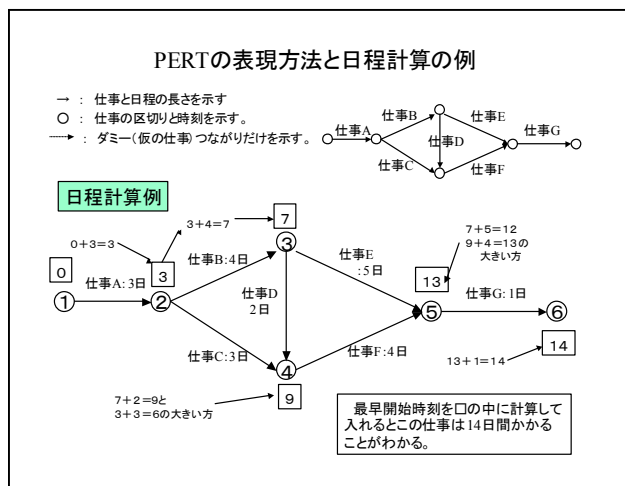 PERTの表現方法と日程計算の例
→ : 仕事と日程の長さを示す
○ : 仕事の区切りと時刻を示す。
: ダミー(仮の仕事)つながりだけを示す。
仕事A
仕事B
仕事C
仕事D
仕事E
仕事F
仕事G
日程計算例
0+3=3
3+4=7
7
7+5=12
9+4=13の
大きい方
0
3
仕事A:3日
仕事B:4日
③
仕事E
:5日
13
①
②
仕事D
2日
⑤
仕事G:1日
⑥
仕事C:3日
④
仕事F:4日
13+1=14
14
7+2=9と
3+3=6の大きい方
9
最早開始時刻を□の中に計算して
入れるとこの仕事は14日間かかる
ことがわかる。